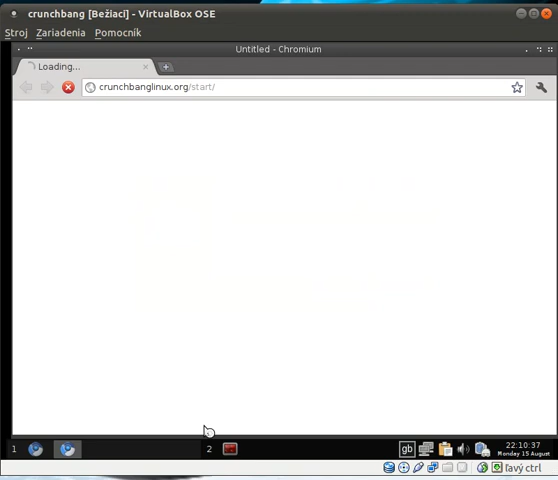 crunchbang [Bežiaci] - VirtualBox OSE
Stroj Zariadenia Pomocník
Untitled - Chromium
Loading...
crunchbanglinux.org/start/
1 2 gb 22:10:37
Monday 15 August
ľavý ctrl